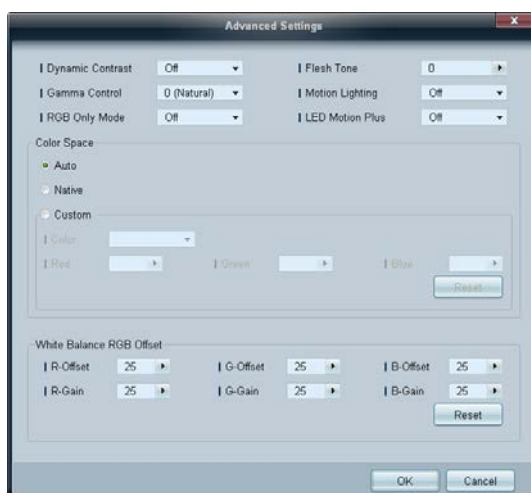 Advanced Settings
x
Dynamic Contrast Off Flesh Tone 0
Gamma Control 0 (Natural) Motion Lighting Off
RGB Only Mode Off LED Motion Plus Off
Color Space
Auto
Native
Custom
Color
Red Green Blue
Reset
White Balance RGB Offset
R-Offset 25 G-Offset 25 B-Offset 25
R-Gain 25 G-Gain 25 B-Gain 25
Reset
OK Cancel